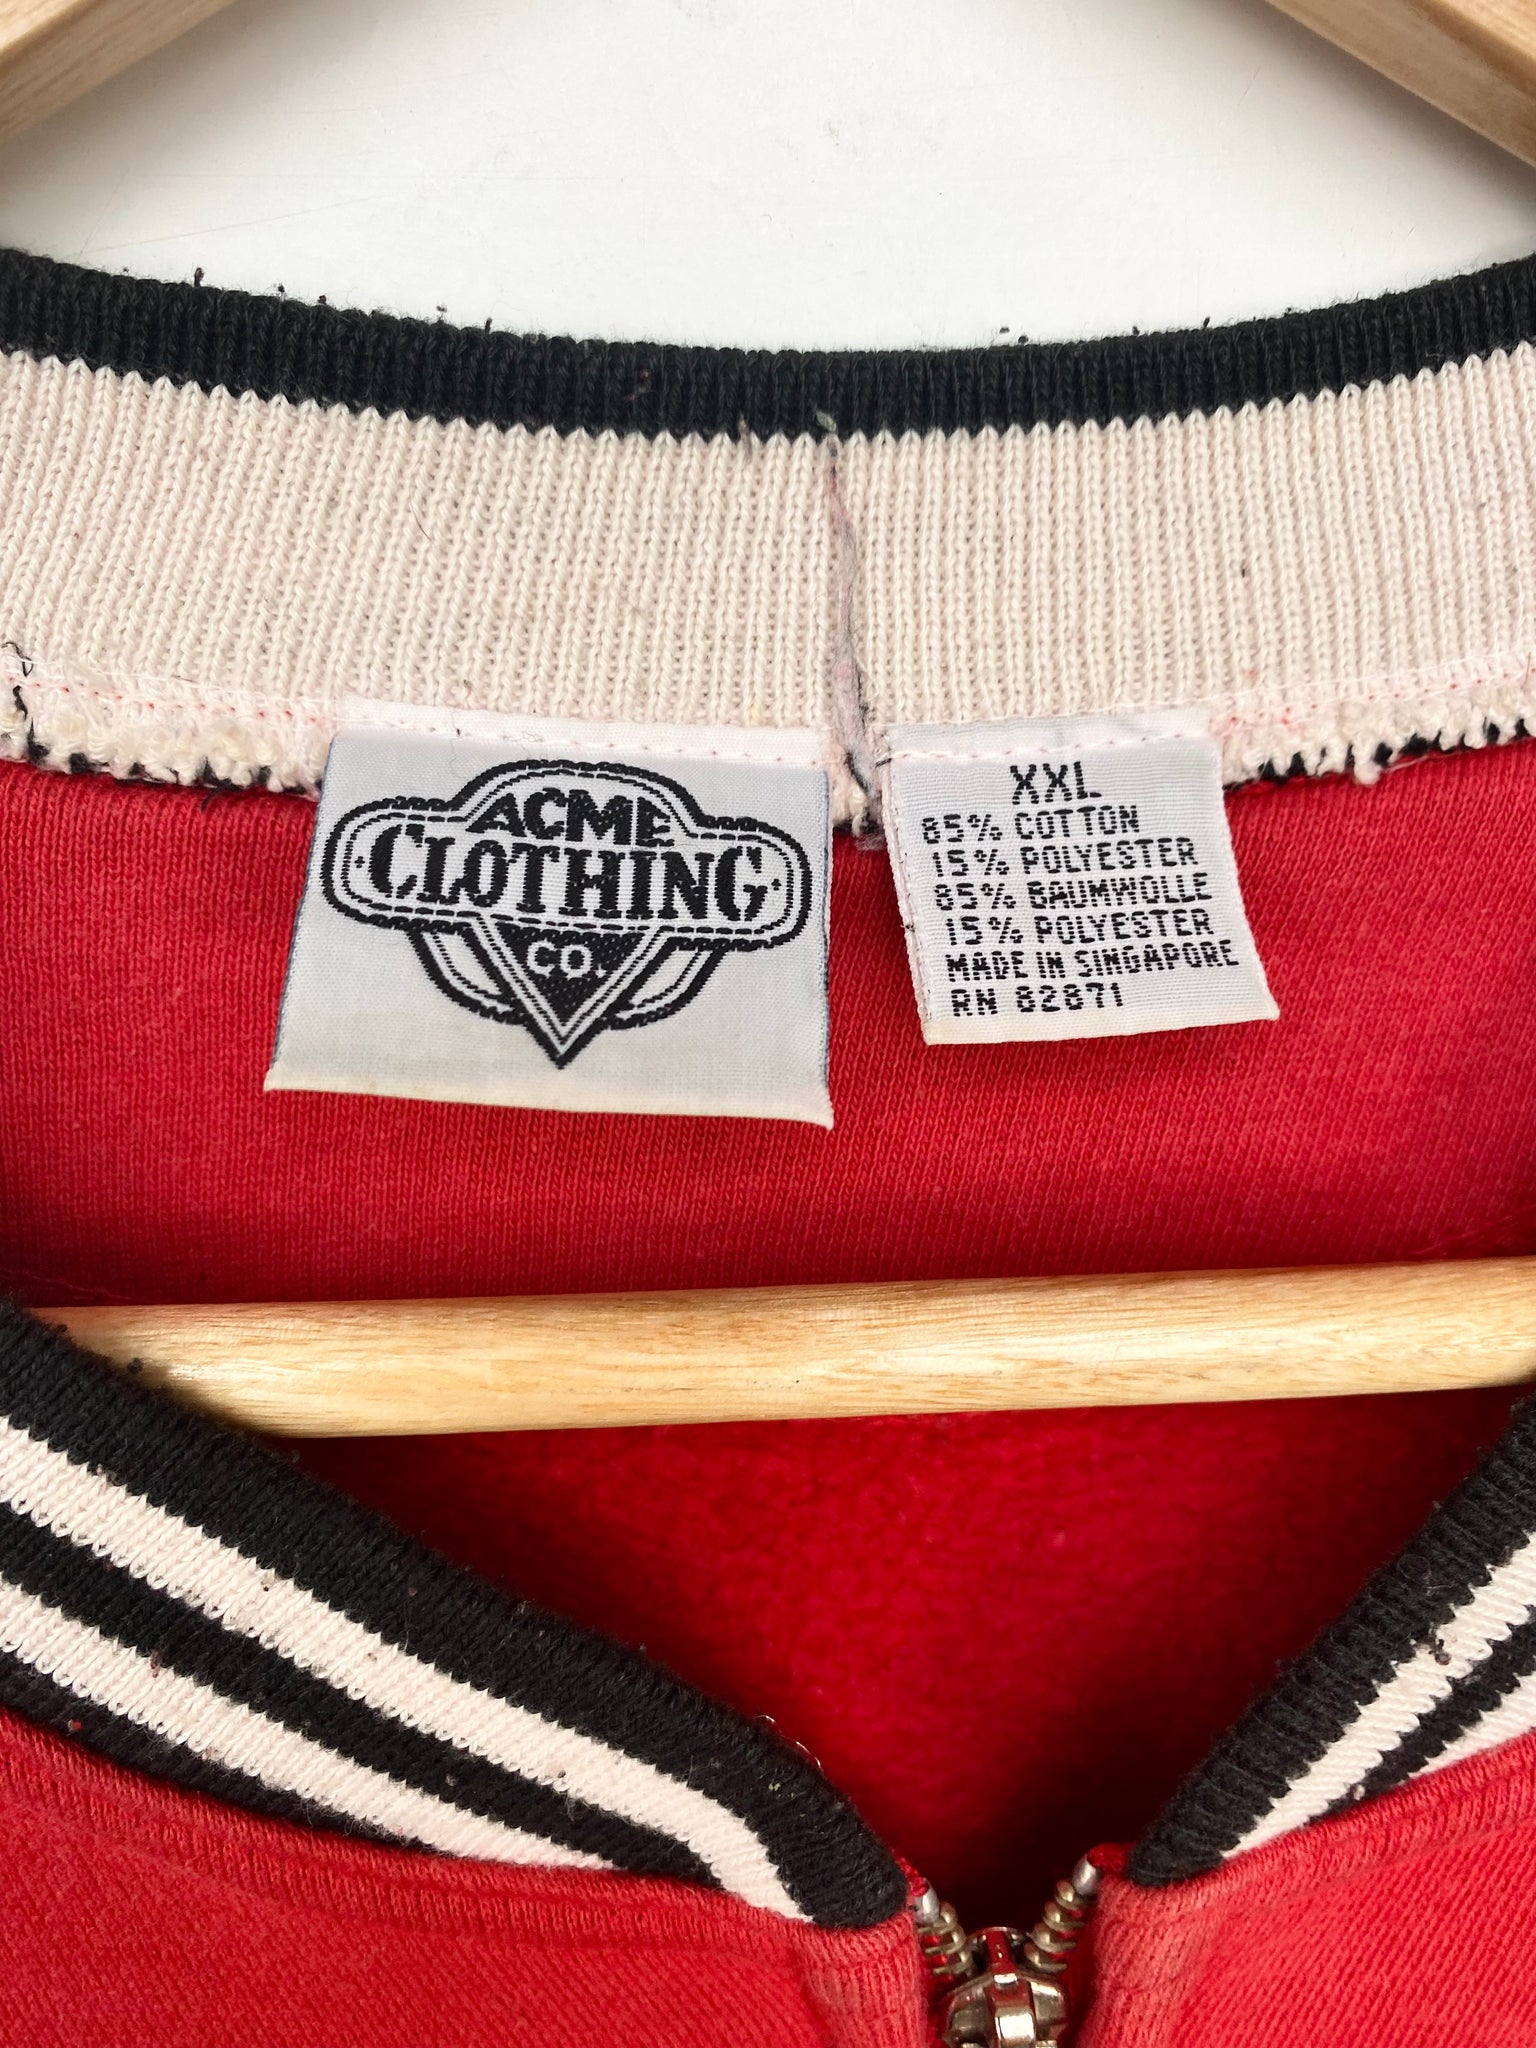 ACME
CLOTHING
CO.
XXL
85% COTTON
15% POLYESTER
85% BAUMWOLLE
15% POLYESTER
MADE IN SINGAPORE
RN 82871